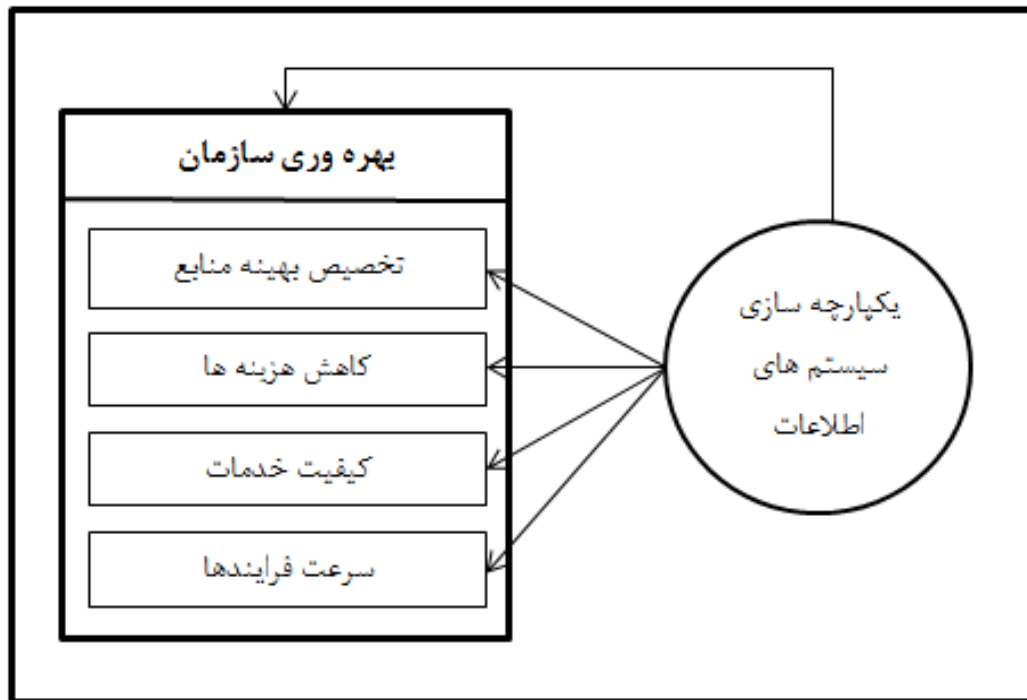 بهره وری سازمان
تخصیص بهینه منابع
کاهش هزینه ها
کیفیت خدمات
سرعت فرایندها
یکپارچه سازی
سیستم های
اطلاعات